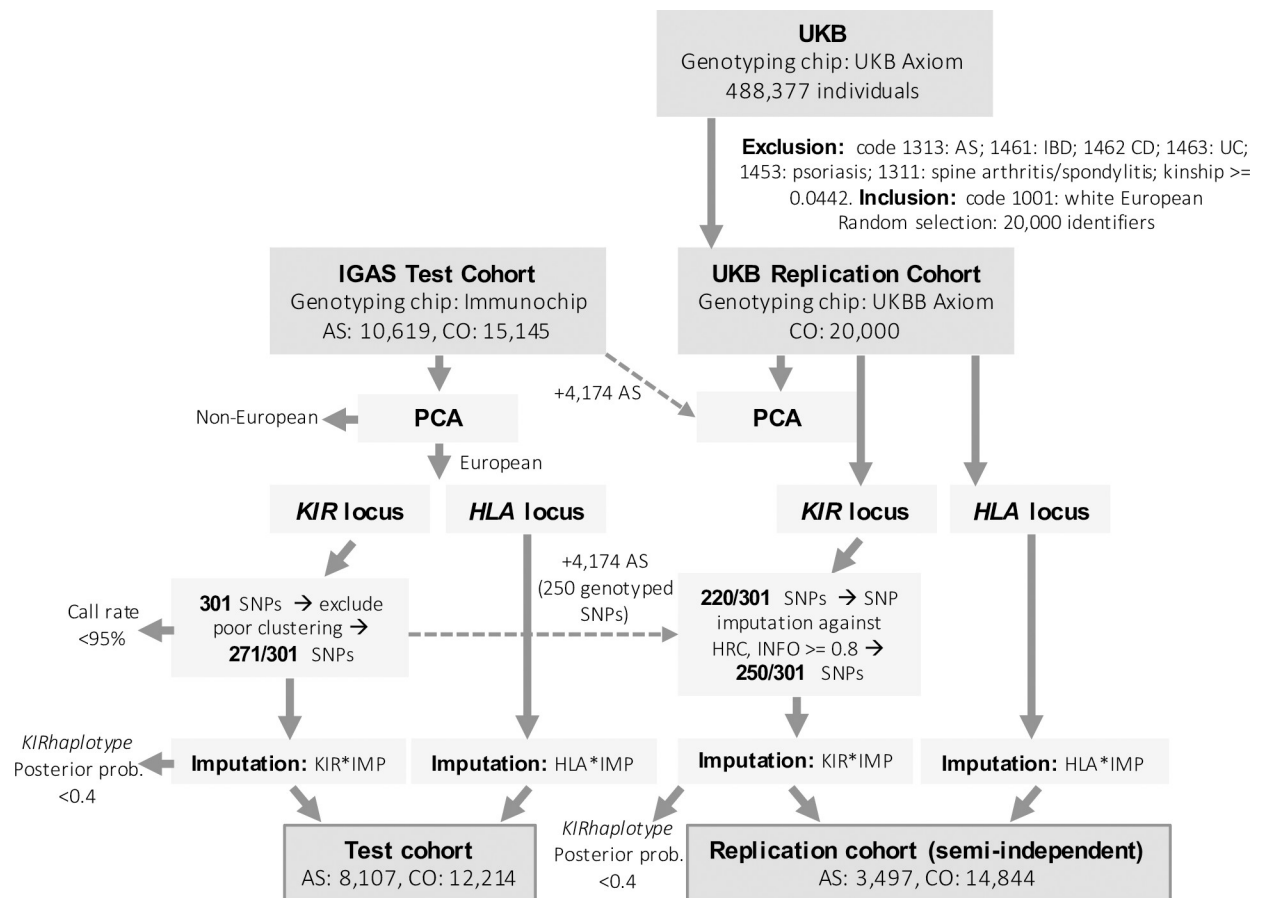 UKB
Genotyping chip: UKB Axiom
488,377 individuals
Exclusion: code 1313: AS; 1461: IBD; 1462 CD; 1463: UC;
1453: psoriasis; 1311: spine arthritis/spondylitis; kinship >=
0.0442. Inclusion: code 1001: white European
Random selection: 20,000 identifiers
IGAS Test Cohort
Genotyping chip: Immunochip
AS: 10,619, CO: 15,145
UKB Replication Cohort
Genotyping chip: UKBB Axiom
CO: 20,000
+4,174 AS
Non-European
PCA
PCA
European
KIR locus
HLA locus
KIR locus
HLA locus
Call rate
<95%
301 SNPs → exclude
poor clustering →
271/301 SNPs
+4,174 AS
(250 genotyped
SNPs)
220/301 SNPs → SNP
imputation against
HRC, INFO >= 0.8 →
250/301 SNPs
KIRhaplotype
Posterior prob.
<0.4
Imputation: KIR*IMP
Imputation: HLA*IMP
Imputation: KIR*IMP
Imputation: HLA*IMP
Test cohort
AS: 8,107, CO: 12,214
KIRhaplotype
Posterior prob.
<0.4
Replication cohort (semi-independent)
AS: 3,497, CO: 14,844